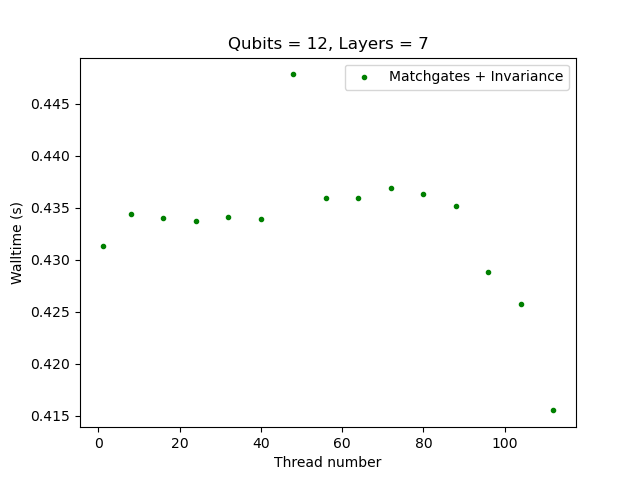 Qubits = 12, Layers = 7
Matchgates + Invariance
0.445
0.440
0.435
0.430
0.425
0.420
0.415
Walltime (s)
0 20 40 60 80 100
Thread number